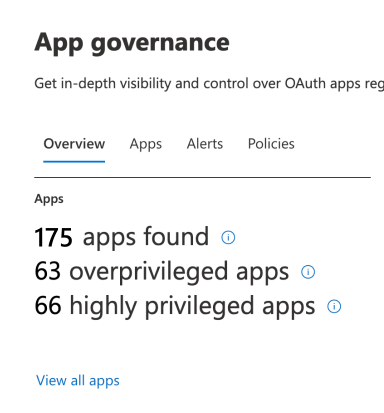 App governance
Get in-depth visibility and control over OAuth apps
Overview Apps Alerts Policies
Apps
175 apps found
63 overprivileged apps
66 highly privileged apps
View all apps